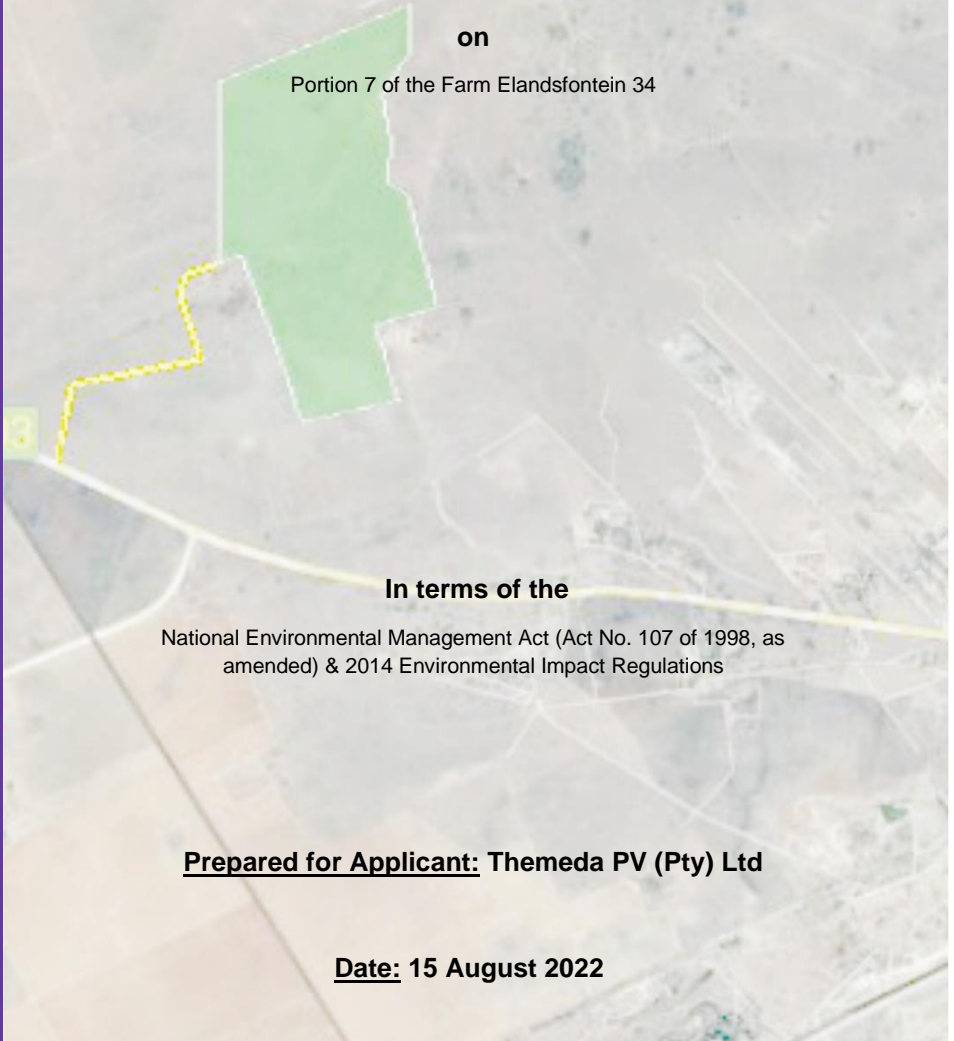 on
Portion 7 of the Farm Elandsfontein 34
3
In terms of the
National Environmental Management Act (Act No. 107 of 1998, as
amended) & 2014 Environmental Impact Regulations
Prepared for Applicant: Themeda PV (Pty) Ltd
Date: 15 August 2022